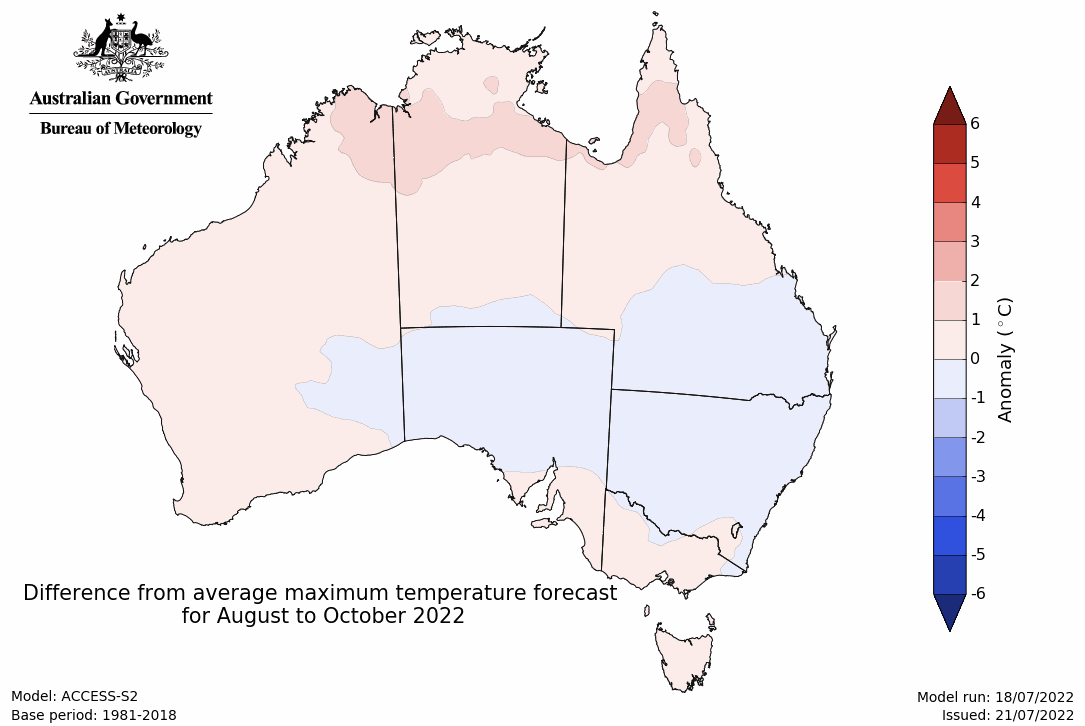 Australian Government
Bureau of Meteorology
6
5
4
3
2
1
0
-1
-2
-3
-4
-5
-6
Anomaly (°C)
Difference from average maximum temperature forecast
for August to October 2022
Model: ACCESS-S2
Base period: 1981-2018
Model run: 18/07/2022
Issued: 21/07/2022